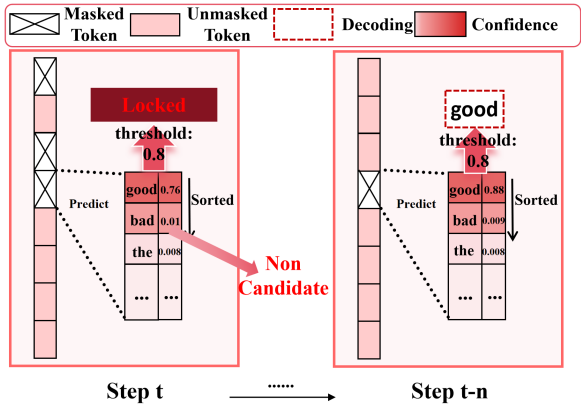 Masked Token
Unmasked Token
Decoding
Confidence
Locked
threshold:
0.8
Predict
good 0.76
bad 0.01
the 0.008
... ...
Sorted
Non
Candidate
good
threshold:
0.8
Predict
good 0.88
bad 0.009
the 0.008
... ...
Sorted
Step t
......
Step t-n